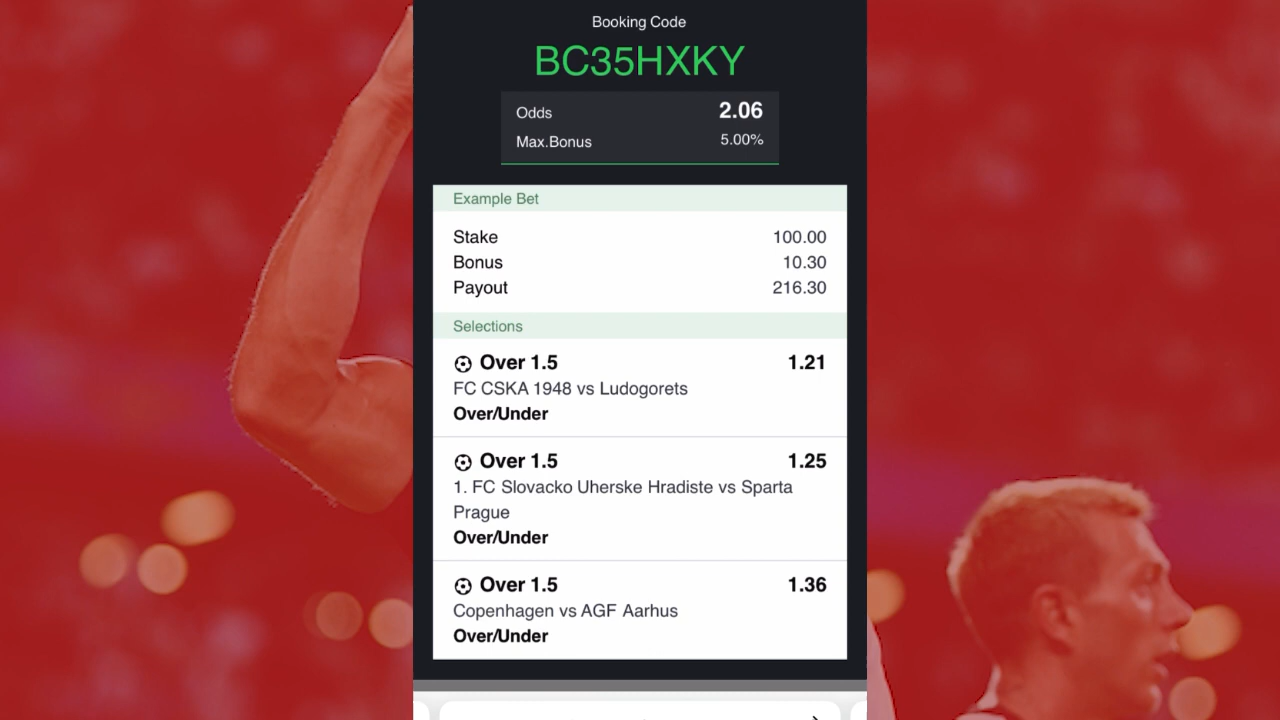 Booking Code
BC35HXKY
Odds 2.06
Max.Bonus 5.00%
Example Bet
Stake 100.00
Bonus 10.30
Payout 216.30
Selections
Over 1.5 1.21
FC CSKA 1948 vs Ludogorets
Over/Under
Over 1.5 1.25
1. FC Slovacko Uherske Hradiste vs Sparta
Prague
Over/Under
Over 1.5 1.36
Copenhagen vs AGF Aarhus
Over/Under